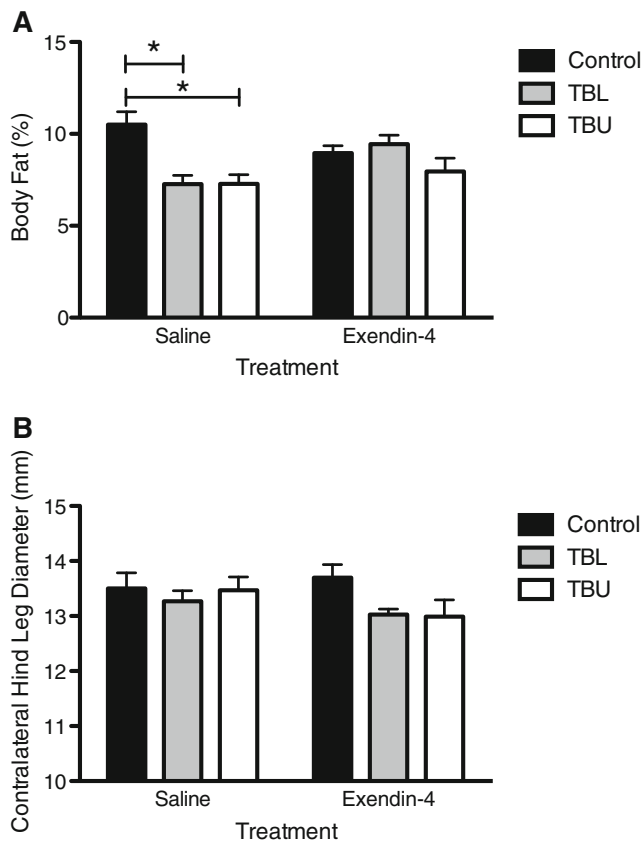 A
15
10
5
0
Body Fat (%)
*
*
Saline
Exendin-4
Treatment
Control
TBL
TBU
B
15
14
13
12
11
10
Contralateral Hind Leg Diameter (mm)
Saline
Exendin-4
Treatment
Control
TBL
TBU